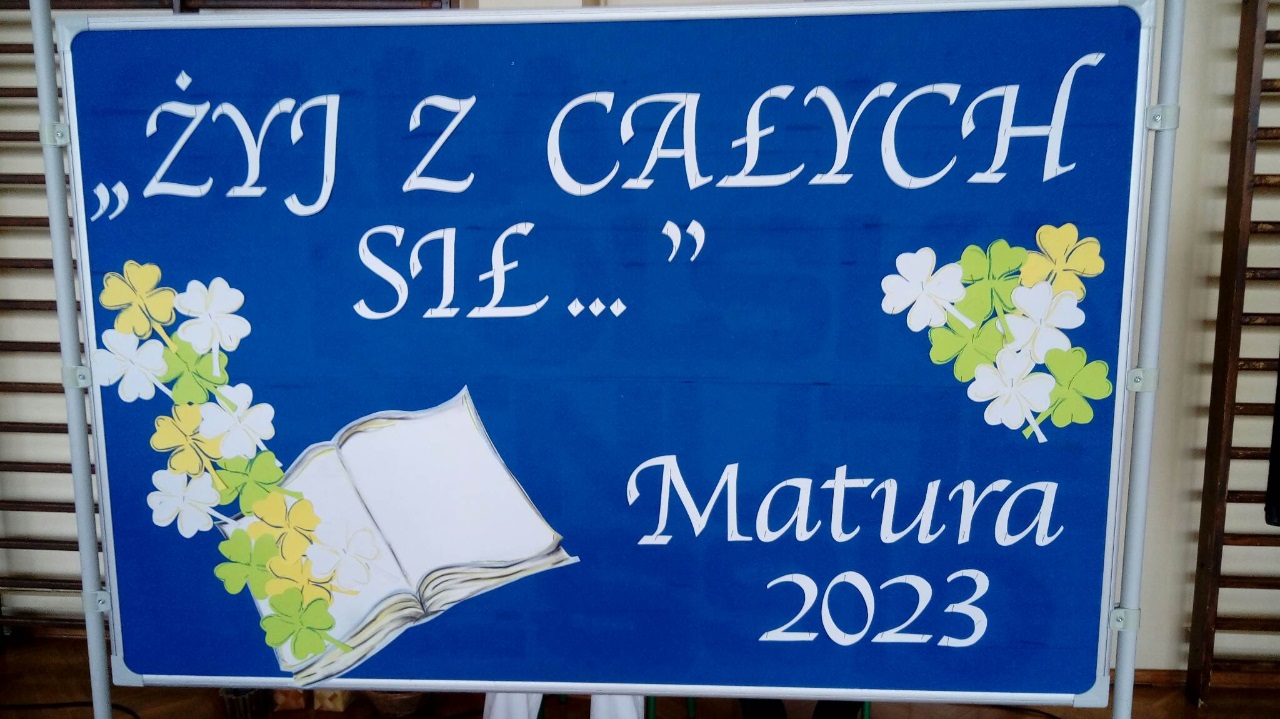 „ŻYJ Z CAŁYCH
SIŁ... ”
Matura
2023